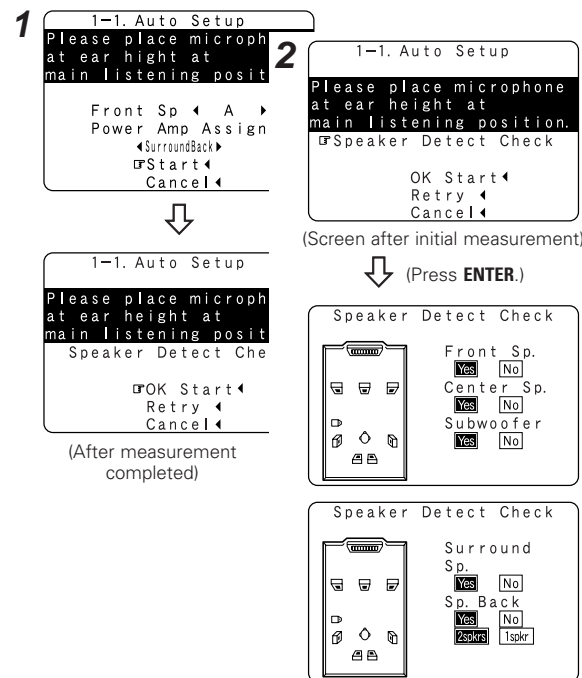 1
1-1. Auto Setup
Please place microph
at ear hight at
main listening posit
Front Sp ◂ A ▸
Power Amp Assign
◂SurroundBack▸
☞Start◂
Cancel◂
1-1. Auto Setup
Please place microph
at ear height at
main listening posit
Speaker Detect Che
☞OK Start◂
Retry ◂
Cancel◂
(After measurement
completed)
2
1-1. Auto Setup
Please place microphone
at ear height at
main listening position.
☞Speaker Detect Check
OK Start◂
Retry ◂
Cancel◂
(Screen after initial measurement)
(Press ENTER.)
Speaker Detect Check
Front Sp.
Yes No
Center Sp.
Yes No
Subwoofer
Yes No
Speaker Detect Check
Surround
Sp.
Yes No
Sp. Back
Yes No
2spkrs 1spkr